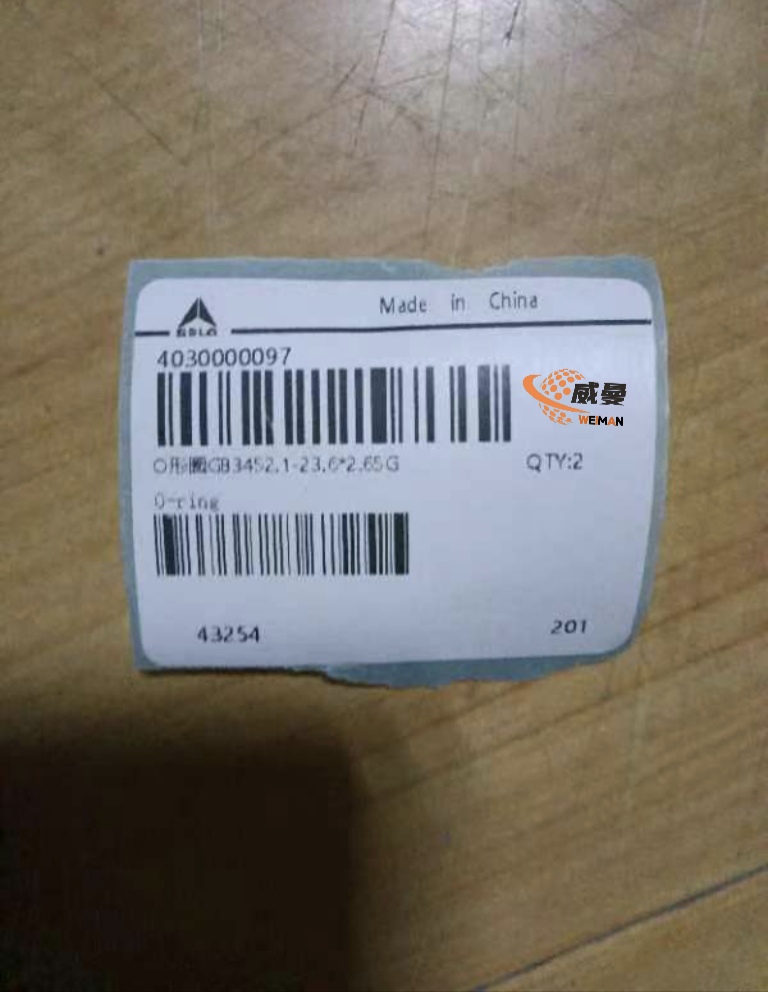 Made in China
SDLG
4030000097
威曼
WEIMAN
O形圈GB3452.1-23.6*2.65G
QTY:2
O-ring
43254
201